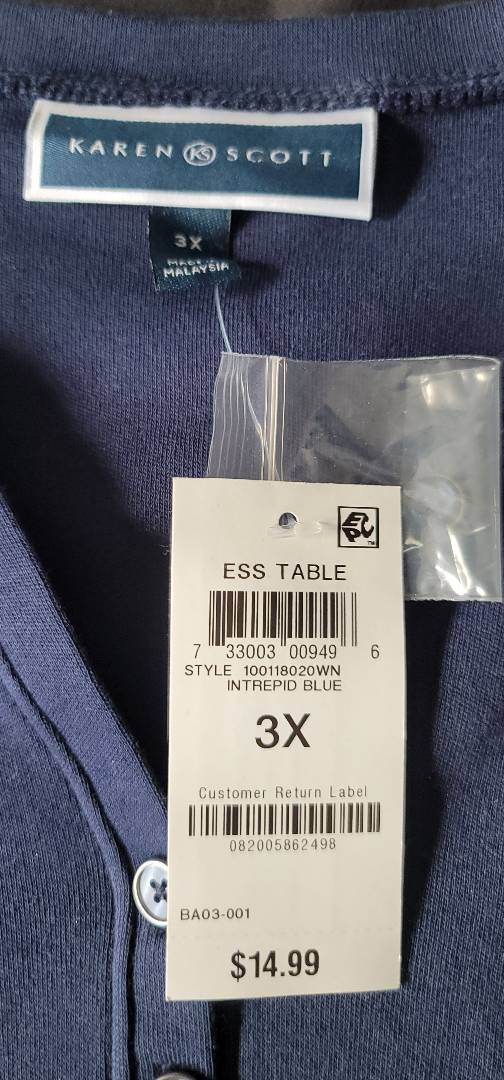 KAREN KS SCOTT
3X
MADE IN
MALAYSIA
EPC™
ESS TABLE
7 33003 00949 6
STYLE 100118020WN
INTREPID BLUE
3X
Customer Return Label
082005862498
BA03-001
$14.99